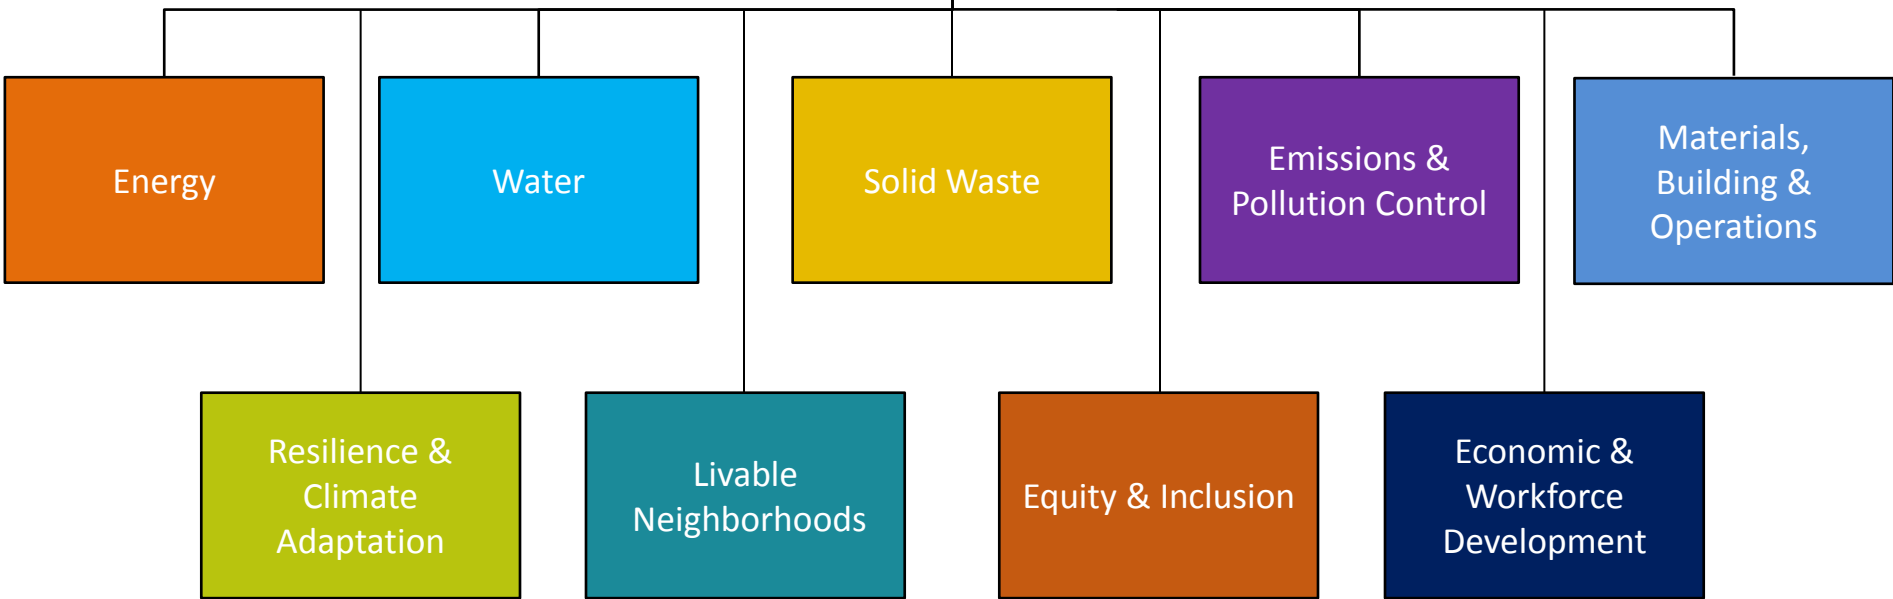 Energy
Water
Solid Waste
Emissions &
Pollution Control
Materials,
Building &
Operations
Resilience &
Climate
Adaptation
Livable
Neighborhoods
Equity & Inclusion
Economic &
Workforce
Development